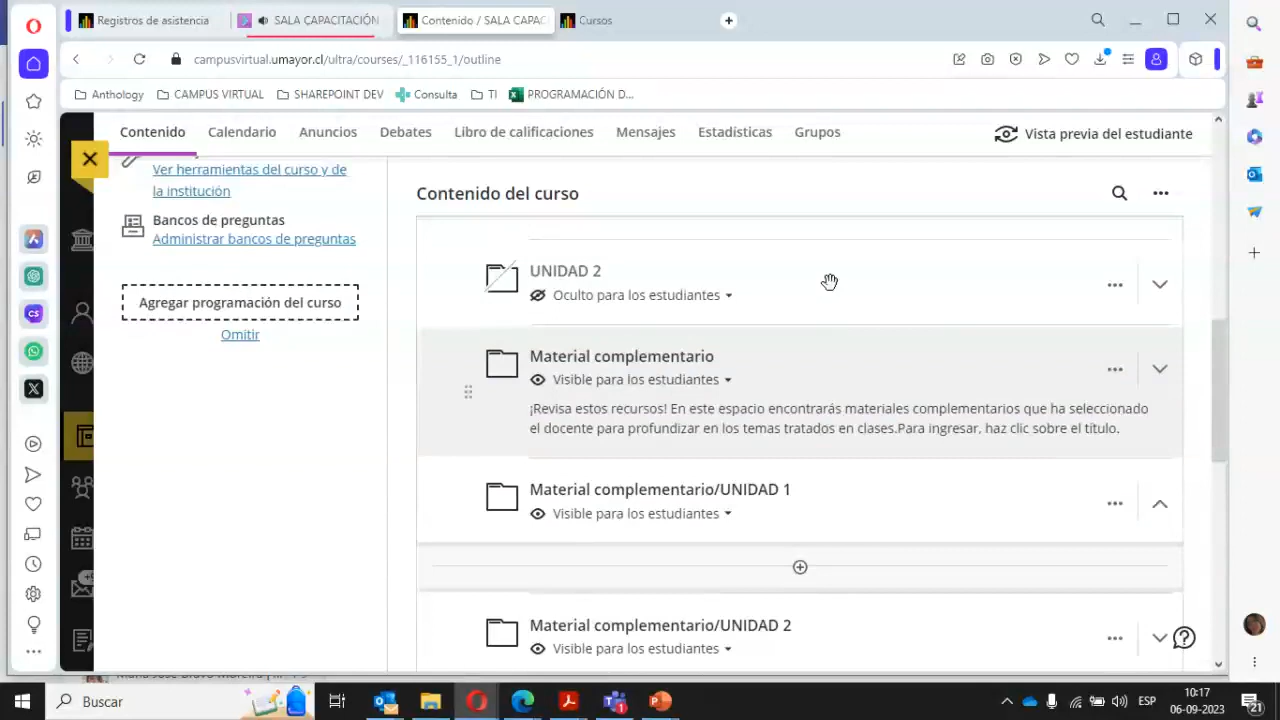 Registros de asistencia
SALA CAPACITACIÓN
Contenido / SALA CAPAC
Cursos
campusvirtual.umayor.cl/ultra/courses/_116155_1/outline
Anthology
CAMPUS VIRTUAL
SHAREPOINT DEV
Consulta
TI
PROGRAMACIÓN D...
Contenido
Calendario
Anuncios
Debates
Libro de calificaciones
Mensajes
Estadísticas
Grupos
Vista previa del estudiante
Ver herramientas del curso y de
la institución
Bancos de preguntas
Administrar bancos de preguntas
Agregar programación del curso
Omitir
Contenido del curso
UNIDAD 2
Oculto para los estudiantes
Material complementario
Visible para los estudiantes
¡Revisa estos recursos! En este espacio encontrarás materiales complementarios que ha seleccionado
el docente para profundizar en los temas tratados en clases.Para ingresar, haz clic sobre el título.
Material complementario/UNIDAD 1
Visible para los estudiantes
Material complementario/UNIDAD 2
Visible para los estudiantes
Buscar
ESP
10:17
06-09-2023
21